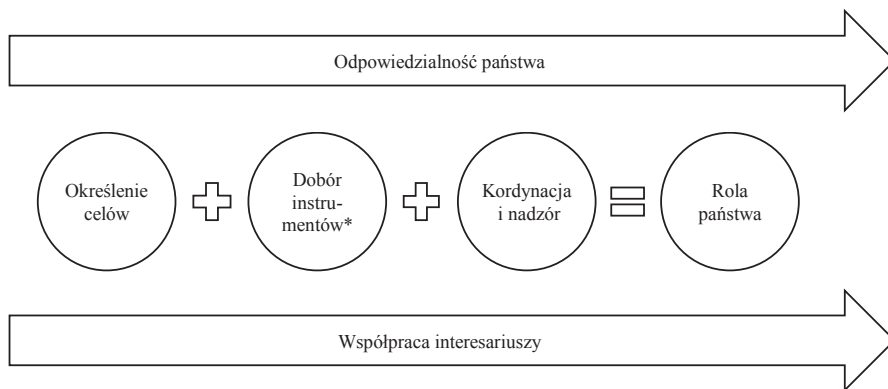 Odpowiedzialność państwa
Określenie
celów
Dobór
instru-
mentów*
Kordynacja
i nadzór
Rola
państwa
Współpraca interesariuszy